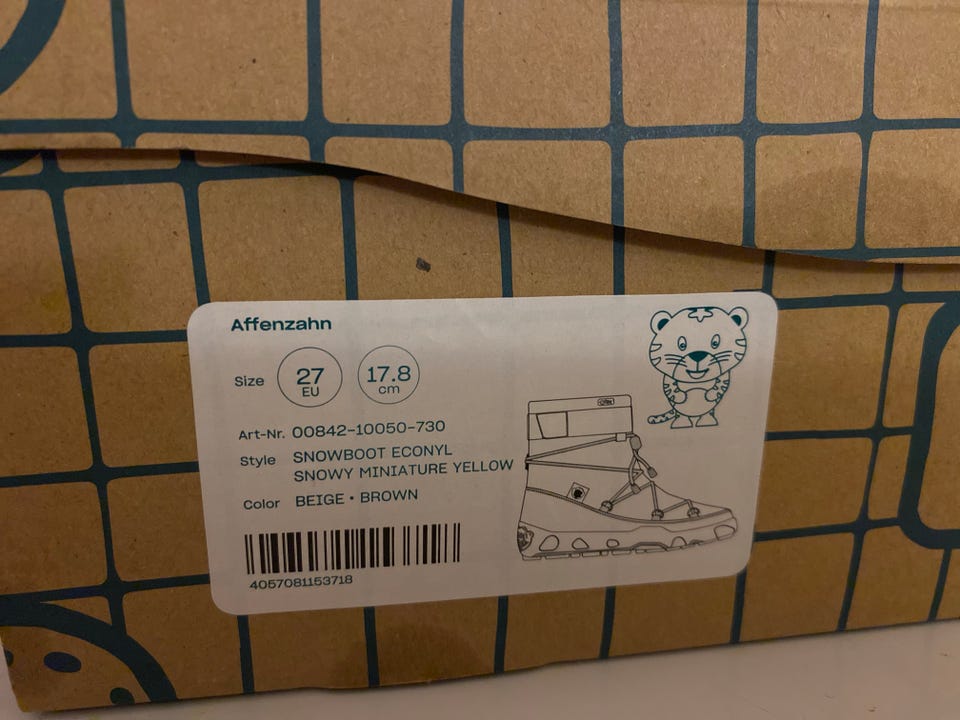 Affenzahn
Size 27 EU 17.8 cm
Art-Nr. 00842-10050-730
Style SNOWBOOT ECONYL
SNOWY MINIATURE YELLOW
Color BEIGE • BROWN
4057081153718